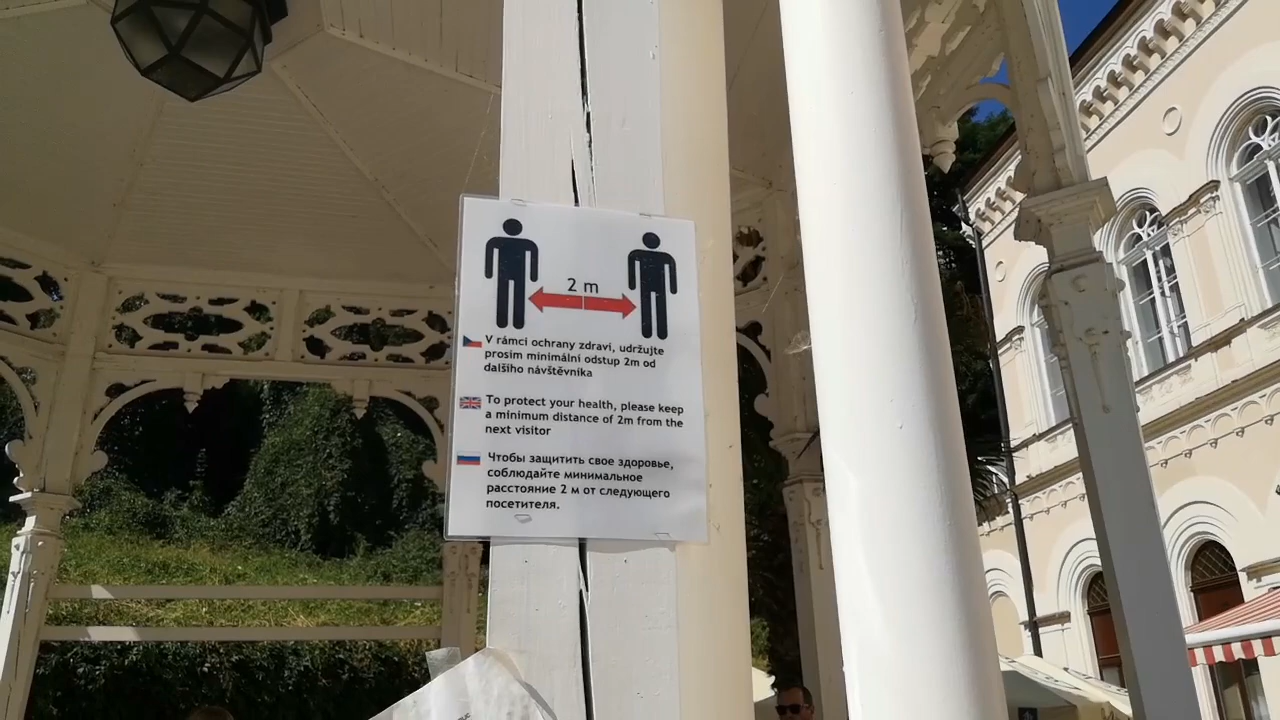 2 m
V rámci ochrany zdraví, udržujte
prosím minimální odstup 2m od
dalšího návštěvníka
To protect your health, please keep
a minimum distance of 2m from the
next visitor
Чтобы защитить свое здоровье,
соблюдайте минимальное
расстояние 2 м от следующего
посетителя.